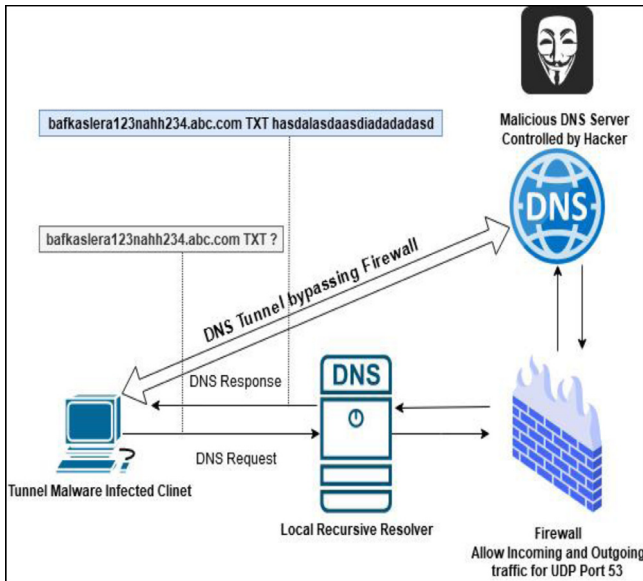 Malicious DNS Server
Controlled by Hacker
bafkaslera123nahh234.abc.com TXT hasdalasdaasdiadadadasd
DNS
bafkaslera123nahh234.abc.com TXT ?
DNS Tunnel bypassing Firewall
DNS Response
DNS
DNS Request
Tunnel Malware Infected Clinet
Local Recursive Resolver
Firewall
Allow Incoming and Outgoing
traffic for UDP Port 53